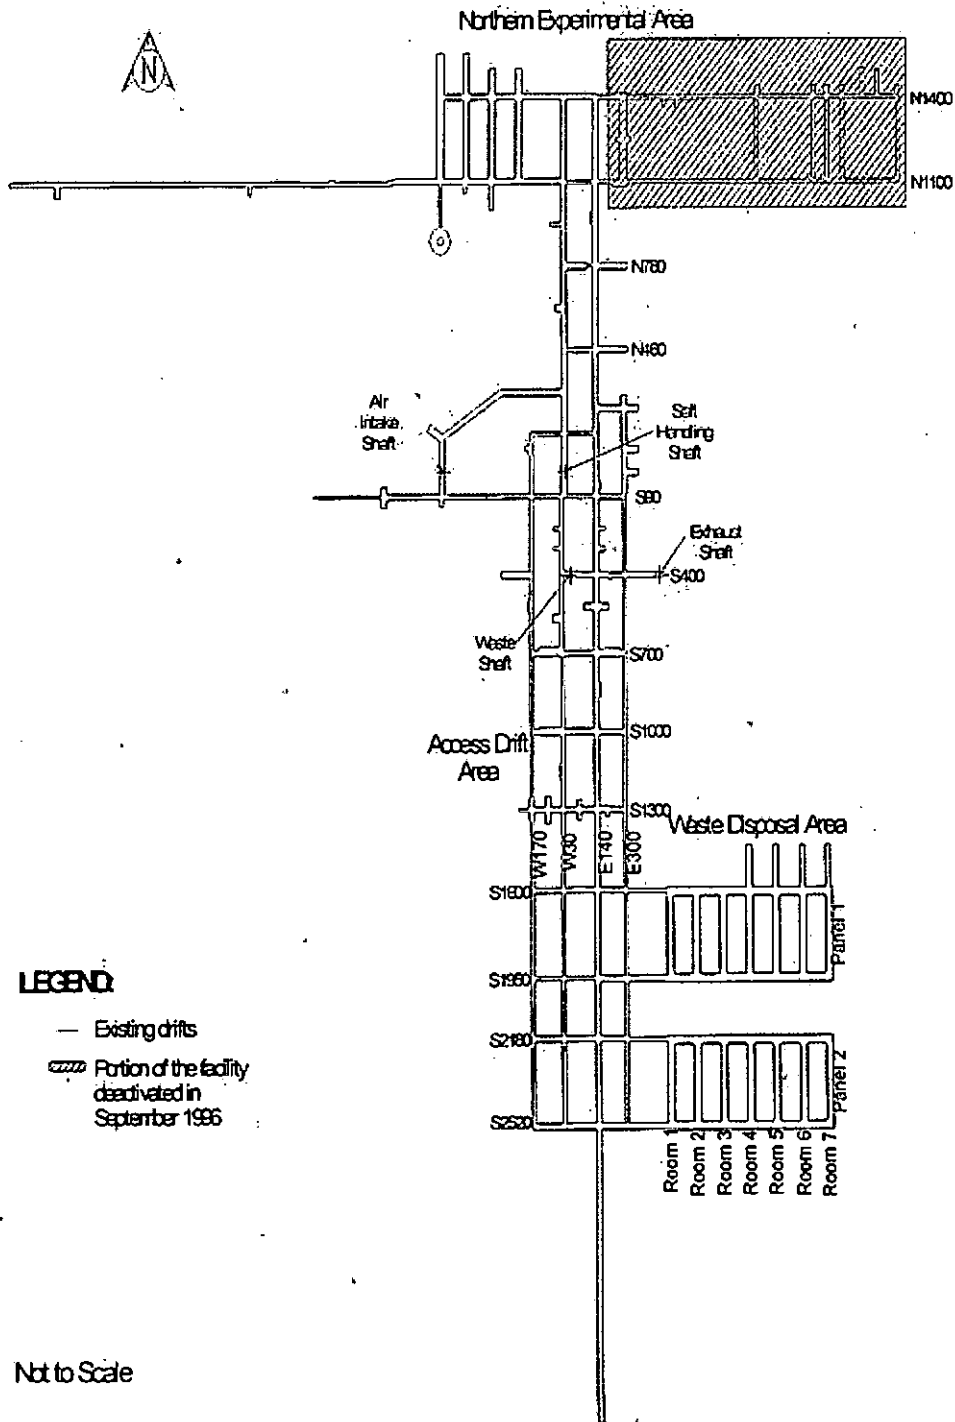 Northern Experimental Area
N
N1400
N1100
N780
N460
Air
Intake
Shaft
Salt
Handling
Shaft
S90
Exhaust
Shaft
S400
Waste
Shaft
S700
S1000
Access Drift
Area
S1300
Waste Disposal Area
W170
W30
E140
E300
S1600
Panel 1
S1950
LEGEND:
Existing drifts
S2180
Portion of the facility
deactivated in
September 1996
Panel 2
S2520
Room 1
Room 2
Room 3
Room 4
Room 5
Room 6
Room 7
Not to Scale